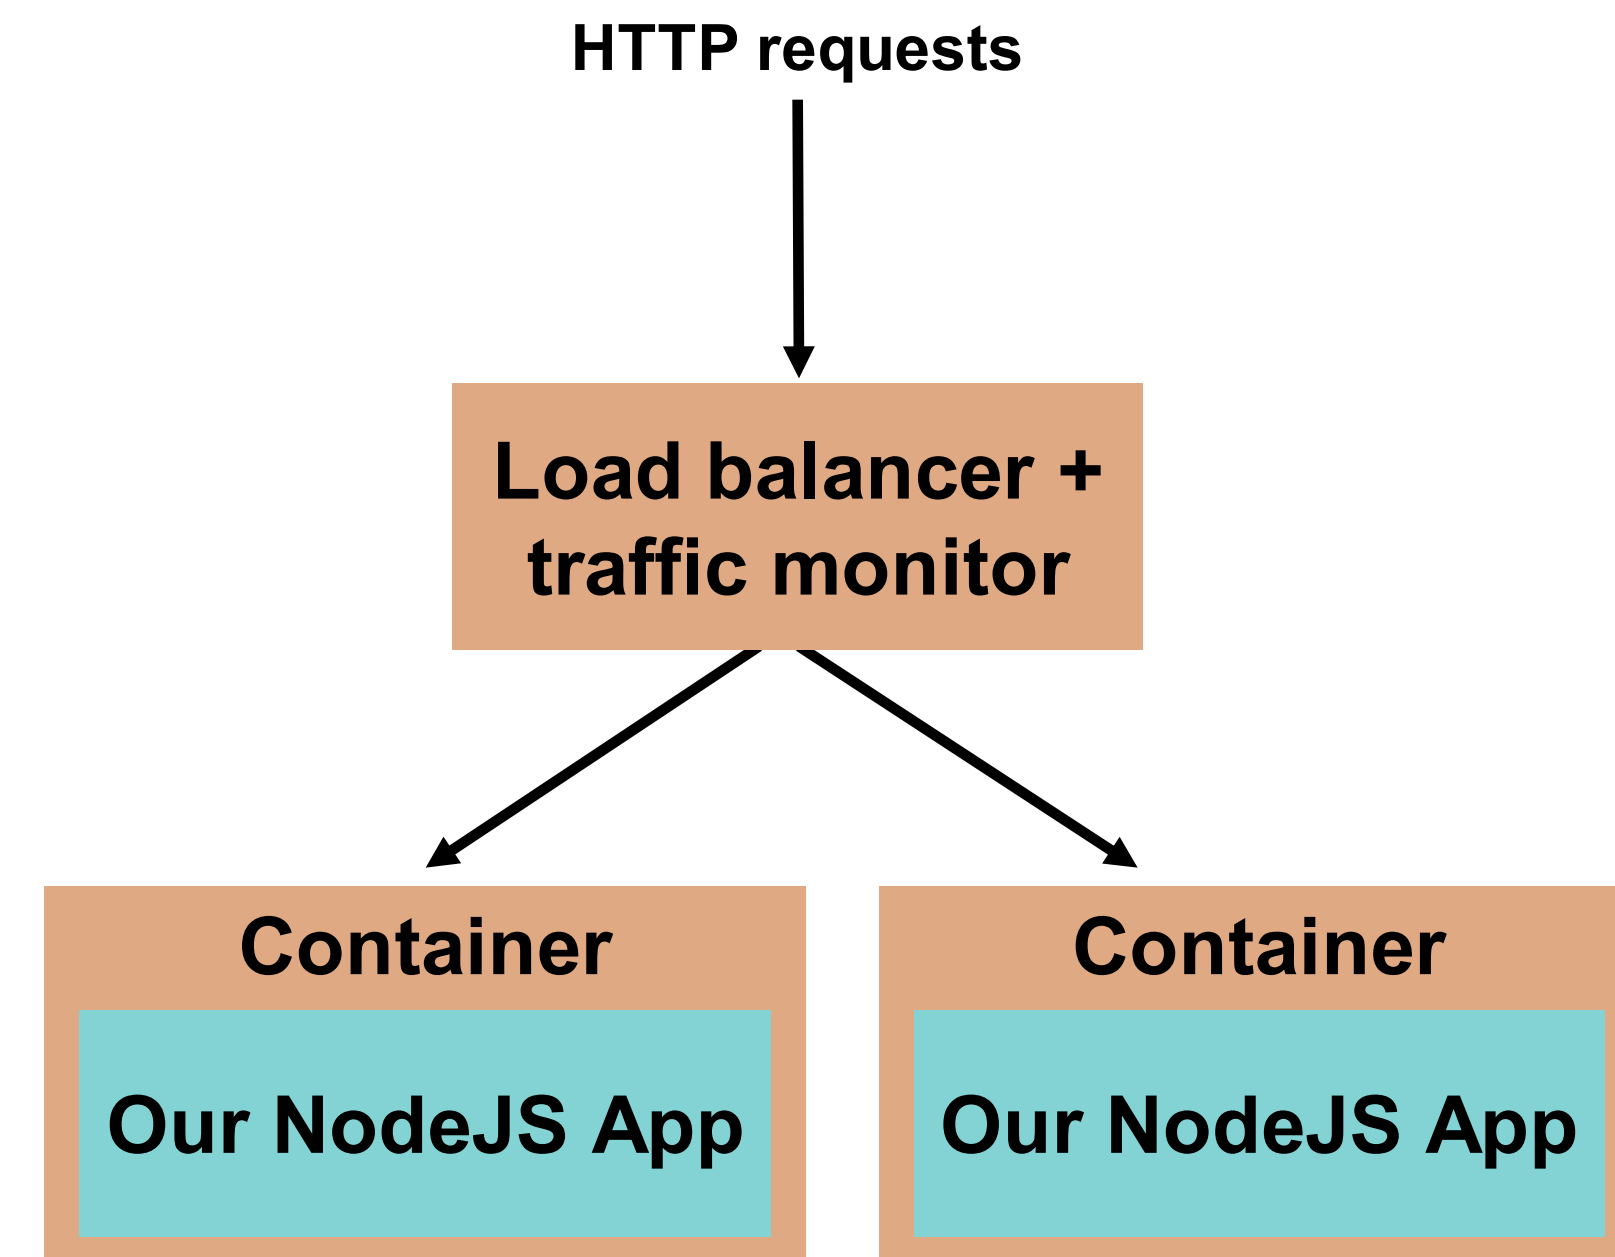 HTTP requests
Load balancer +
traffic monitor
Container
Container
Our NodeJS App
Our NodeJS App